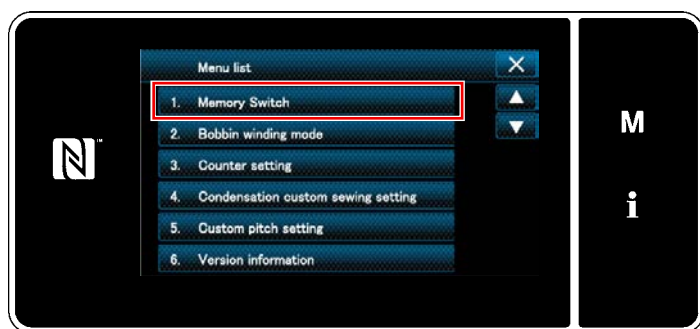 Menu list
1. Memory Switch
2. Bobbin winding mode
3. Counter setting
4. Condensation custom sewing setting
5. Custom pitch setting
6. Version information
N
M
i